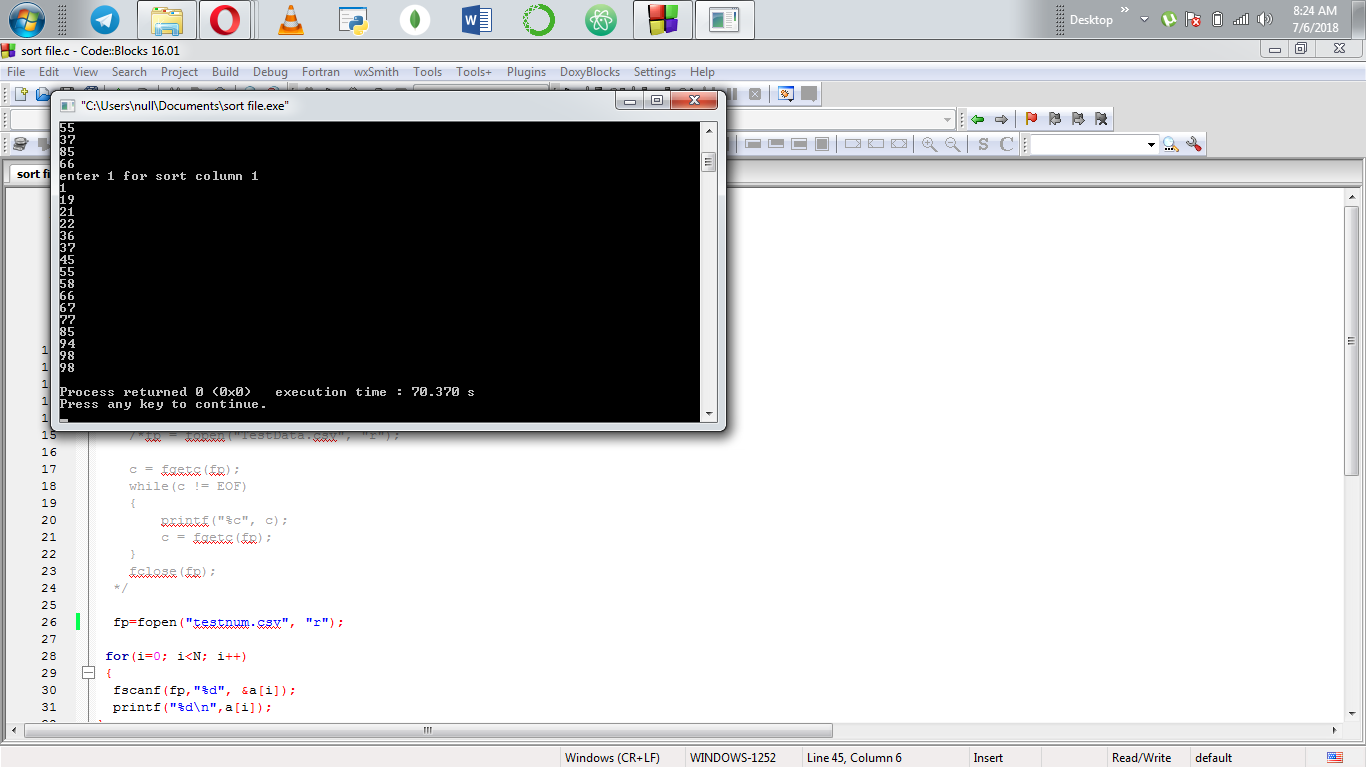 Desktop
8:24 AM
7/6/2018
sort file.c - Code::Blocks 16.01
File Edit View Search Project Build Debug Fortran wxSmith Tools Tools+ Plugins DoxyBlocks Settings Help
"C:\Users\null\Documents\sort file.exe"
55
37
85
66
enter 1 for sort column 1
1
19
21
22
36
37
45
55
58
66
67
77
85
94
98
98
Process returned 0 (0x0)   execution time : 70.370 s
Press any key to continue.
15 /*fp = fopen("TestData.csv", "r");
16
17 c = fgetc(fp);
18 while(c != EOF)
19 {
20 printf("%c", c);
21 c = fgetc(fp);
22 }
23 fclose(fp);
24 */
25
26 fp=fopen("testnum.csv", "r");
27
28 for(i=0; i<N; i++)
29 {
30 fscanf(fp,"%d", &a[i]);
31 printf("%d\n",a[i]);
Windows (CR+LF) WINDOWS-1252 Line 45, Column 6 Insert Read/Write default